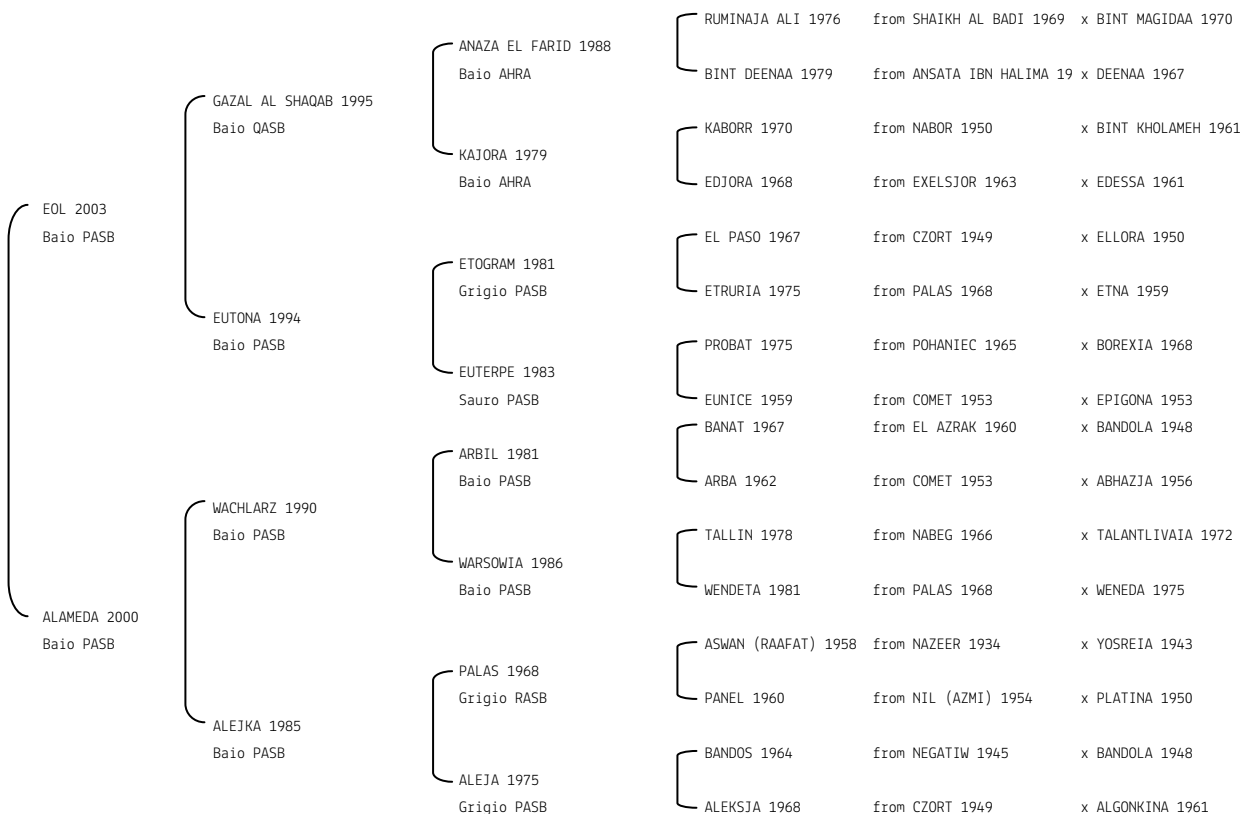 RUMINAJA ALI 1976 from SHAIKH AL BADI 1969 x BINT MAGIDAA 1970
ANAZA EL FARID 1988
Baio AHRA
BINT DEENAA 1979 from ANSATA IBN HALIMA 19 x DEENAA 1967
GAZAL AL SHAQAB 1995
Baio QASB
KABORR 1970 from NABOR 1950 x BINT KHOLAMEH 1961
KAJORA 1979
Baio AHRA
EDJORA 1968 from EXELSJOR 1963 x EDESSA 1961
EOL 2003
Baio PASB
EL PASO 1967 from CZORT 1949 x ELLORA 1950
ETOGRAM 1981
Grigio PASB
ETRURIA 1975 from PALAS 1968 x ETNA 1959
EUTONA 1994
Baio PASB
PROBAT 1975 from POHANIEC 1965 x BOREXIA 1968
EUTERPE 1983
Sauro PASB
EUNICE 1959 from COMET 1953 x EPIGONA 1953
BANAT 1967 from EL AZRAK 1960 x BANDOLA 1948
ARBIL 1981
Baio PASB
ARBA 1962 from COMET 1953 x ABHAZJA 1956
WACHLARZ 1990
Baio PASB
TALLIN 1978 from NABEG 1966 x TALANTLIVAIA 1972
WARSOWIA 1986
Baio PASB
WENDETA 1981 from PALAS 1968 x WENEDA 1975
ALAMEDA 2000
Baio PASB
ASWAN (RAAFAT) 1958 from NAZEER 1934 x YOSREIA 1943
PALAS 1968
Grigio RASB
PANEL 1960 from NIL (AZMI) 1954 x PLATINA 1950
ALEJKA 1985
Baio PASB
BANDOS 1964 from NEGATIW 1945 x BANDOLA 1948
ALEJA 1975
Grigio PASB
ALEKSJA 1968 from CZORT 1949 x ALGONKINA 1961